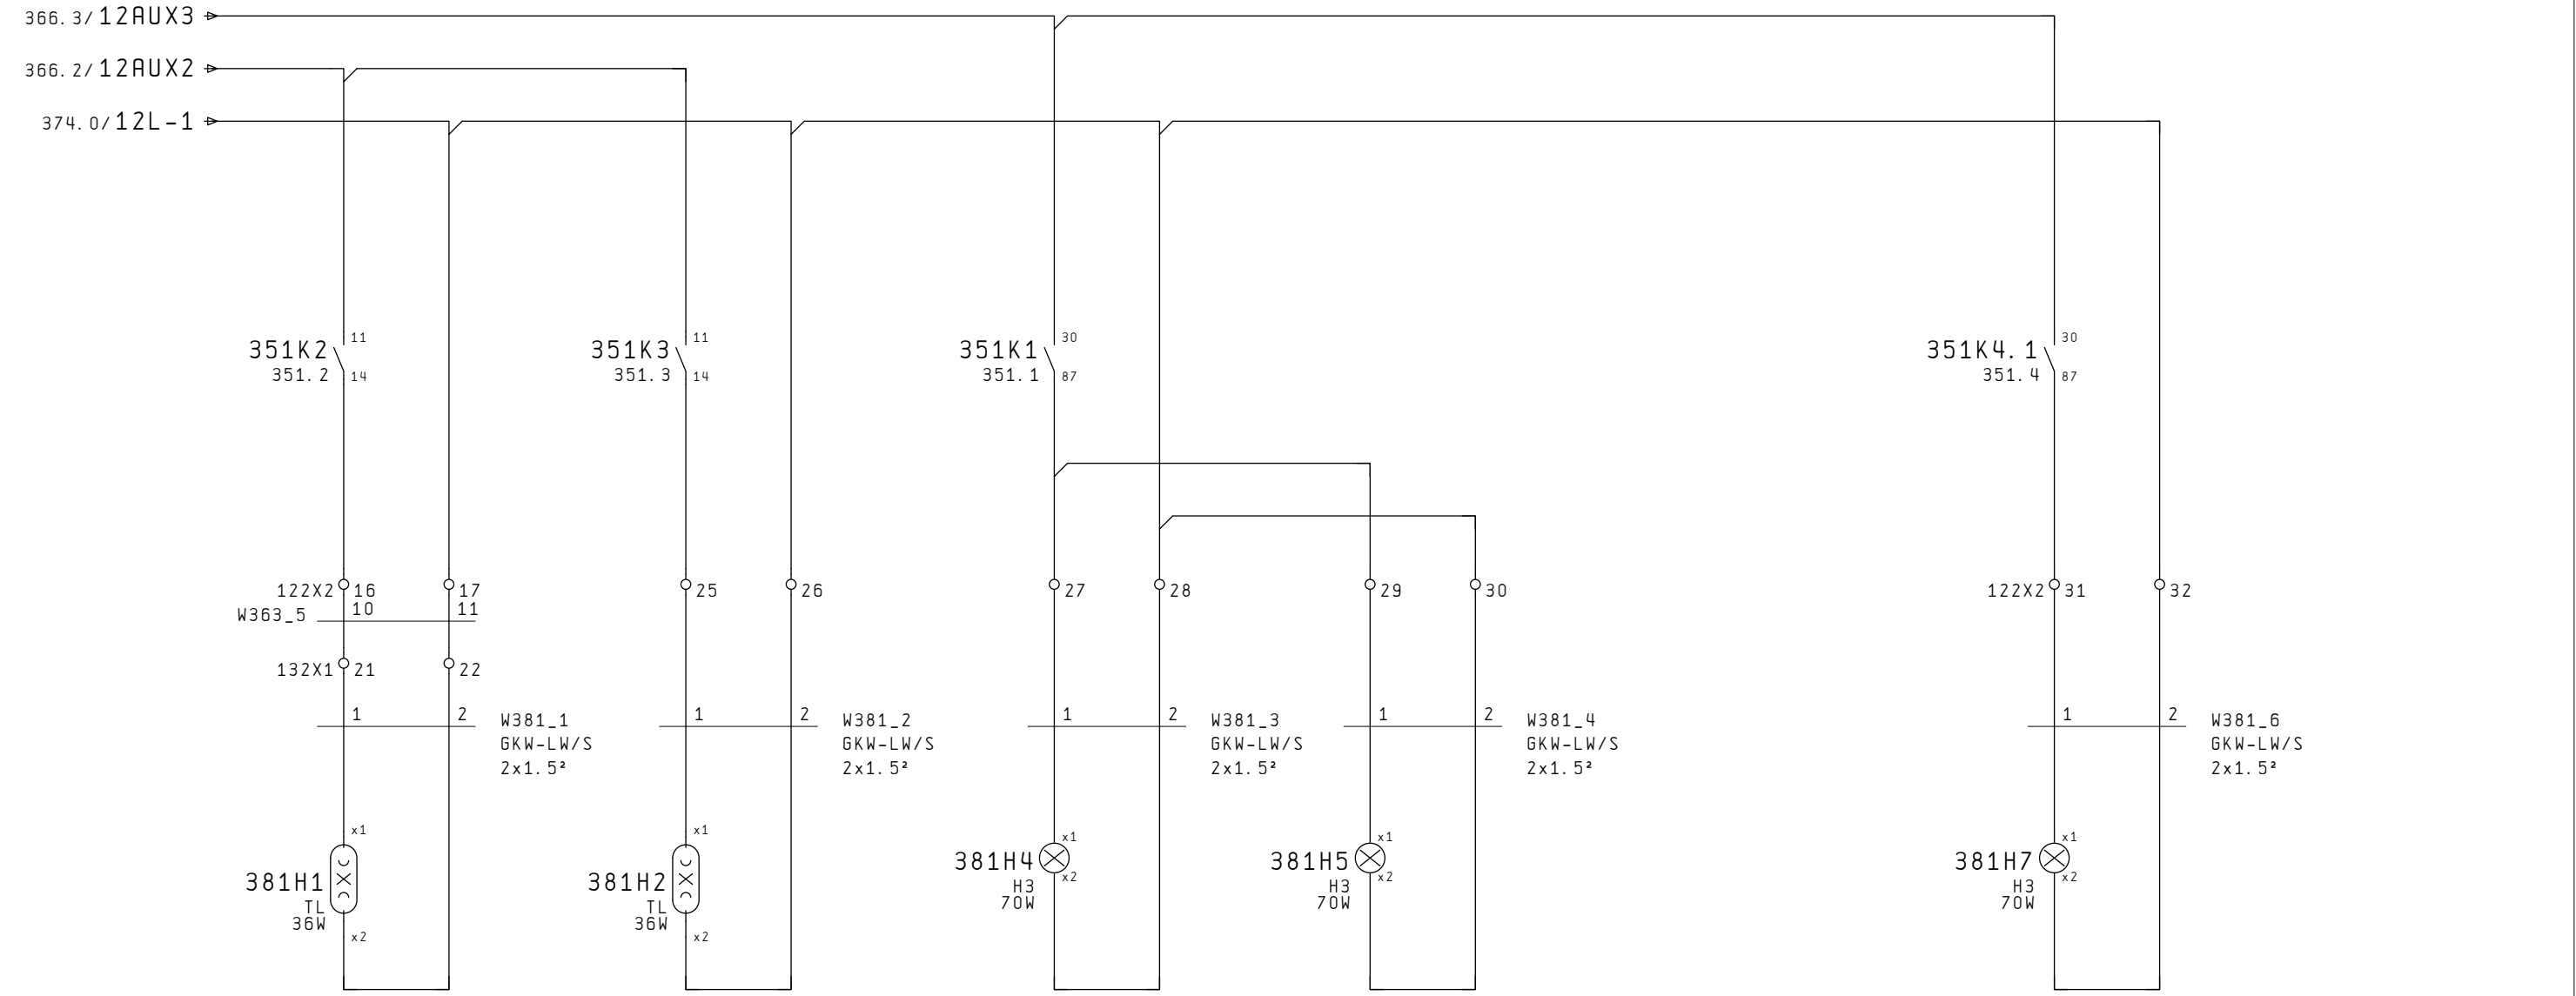 366.3/12AUX3
366.2/12AUX2
374.0/12L-1
11 11 30 30
351K2 351K3 351K1 351K4.1
351.2 14 351.3 14 351.1 87 351.4 87
122X2 16 17 25 26 27 28 29 30 122X2 31 32
W363_5 10 11
132X1 21 22
1 2 W381_1 1 2 W381_2 1 2 W381_3 1 2 W381_4 1 2 W381_6
GKW-LW/S GKW-LW/S GKW-LW/S GKW-LW/S GKW-LW/S
2x1.5² 2x1.5² 2x1.5² 2x1.5² 2x1.5²
x1 x1 x1 x1 x1
381H1 381H2 381H4 381H5 381H7
x2 x2 x2
TL TL H3 H3 H3
36W 36W 70W 70W 70W
x2 x2